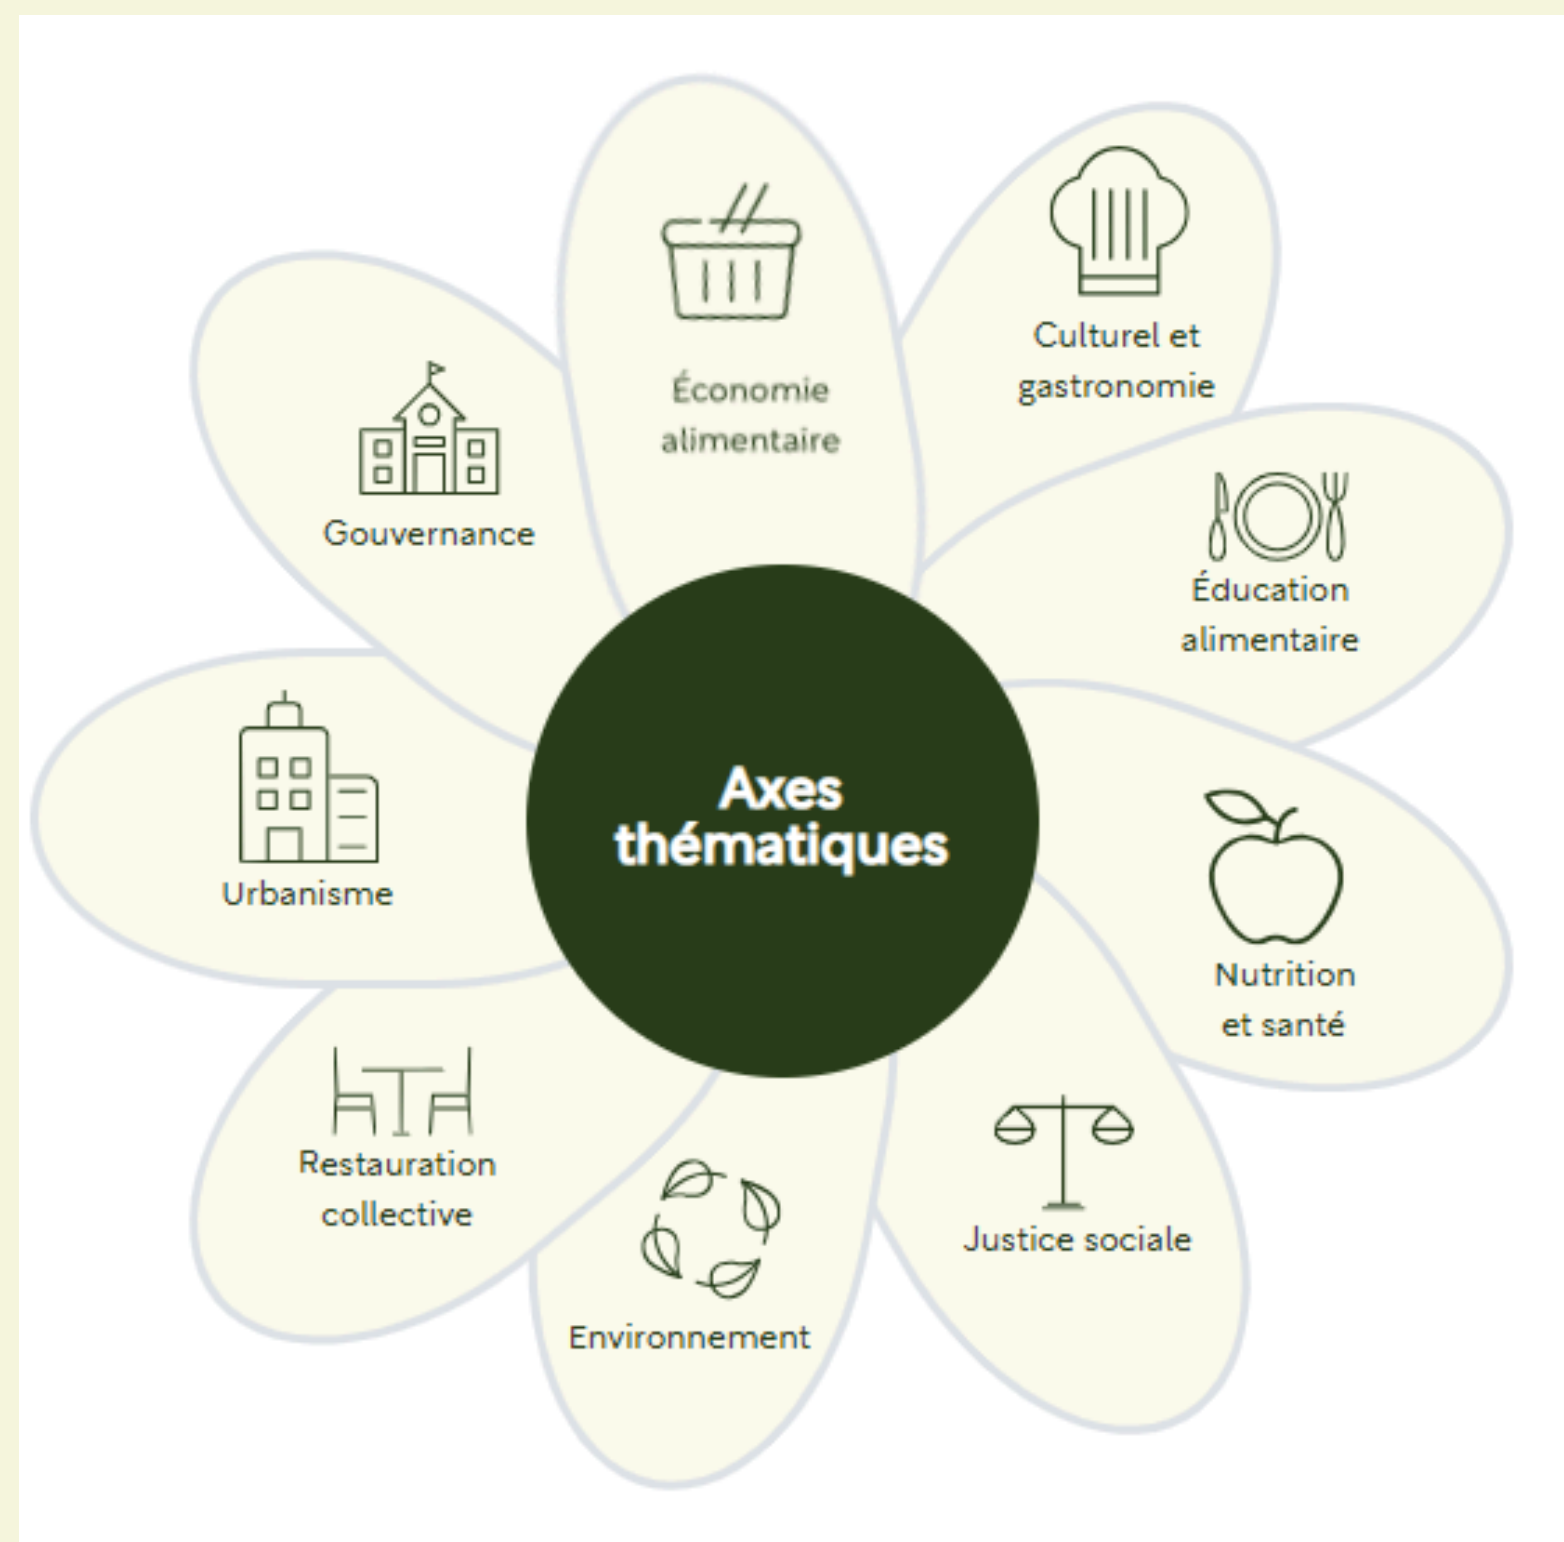 Économie
alimentaire
Culturel et
gastronomie
Éducation
alimentaire
Nutrition
et santé
Justice sociale
Environnement
Restauration
collective
Urbanisme
Gouvernance
Axes
thématiques